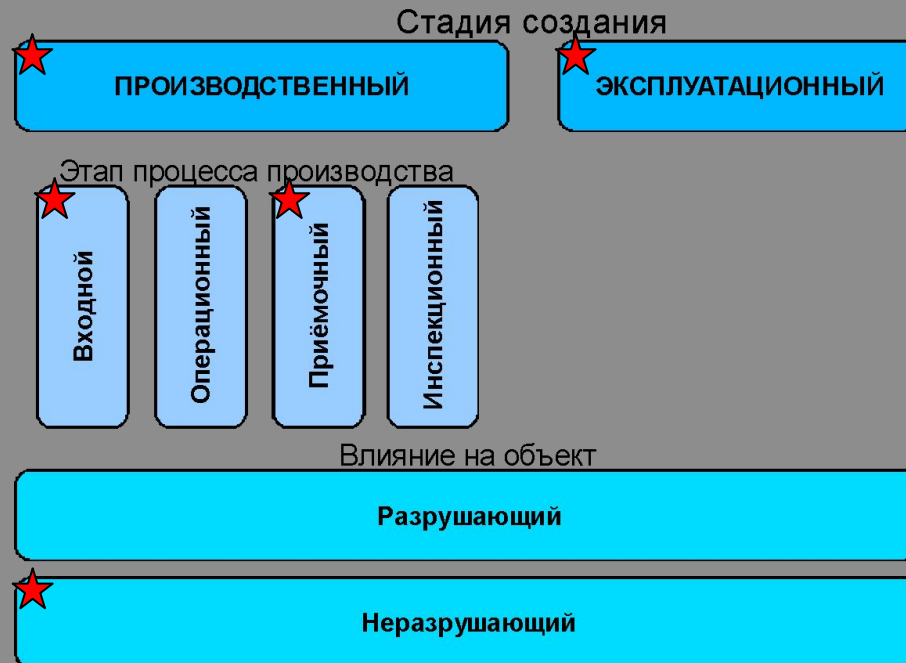 Стадия создания
ПРОИЗВОДСТВЕННЫЙ
ЭКСПЛУАТАЦИОННЫЙ
Этап процесса производства
Входной
Операционный
Приёмочный
Инспекционный
Влияние на объект
Разрушающий
Неразрушающий